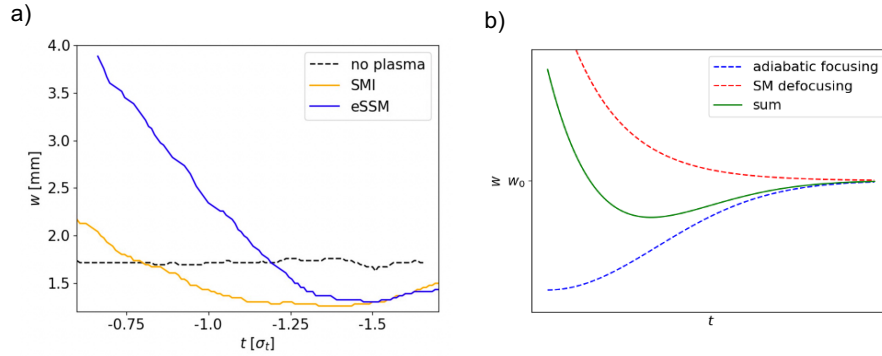 a)
4.0
3.5
3.0
2.5
2.0
1.5
w [mm]
no plasma
SMI
eSSM
-0.75
-1.0
-1.25
-1.5
t [σt]
b)
w w0
adiabatic focusing
SM defocusing
sum
t